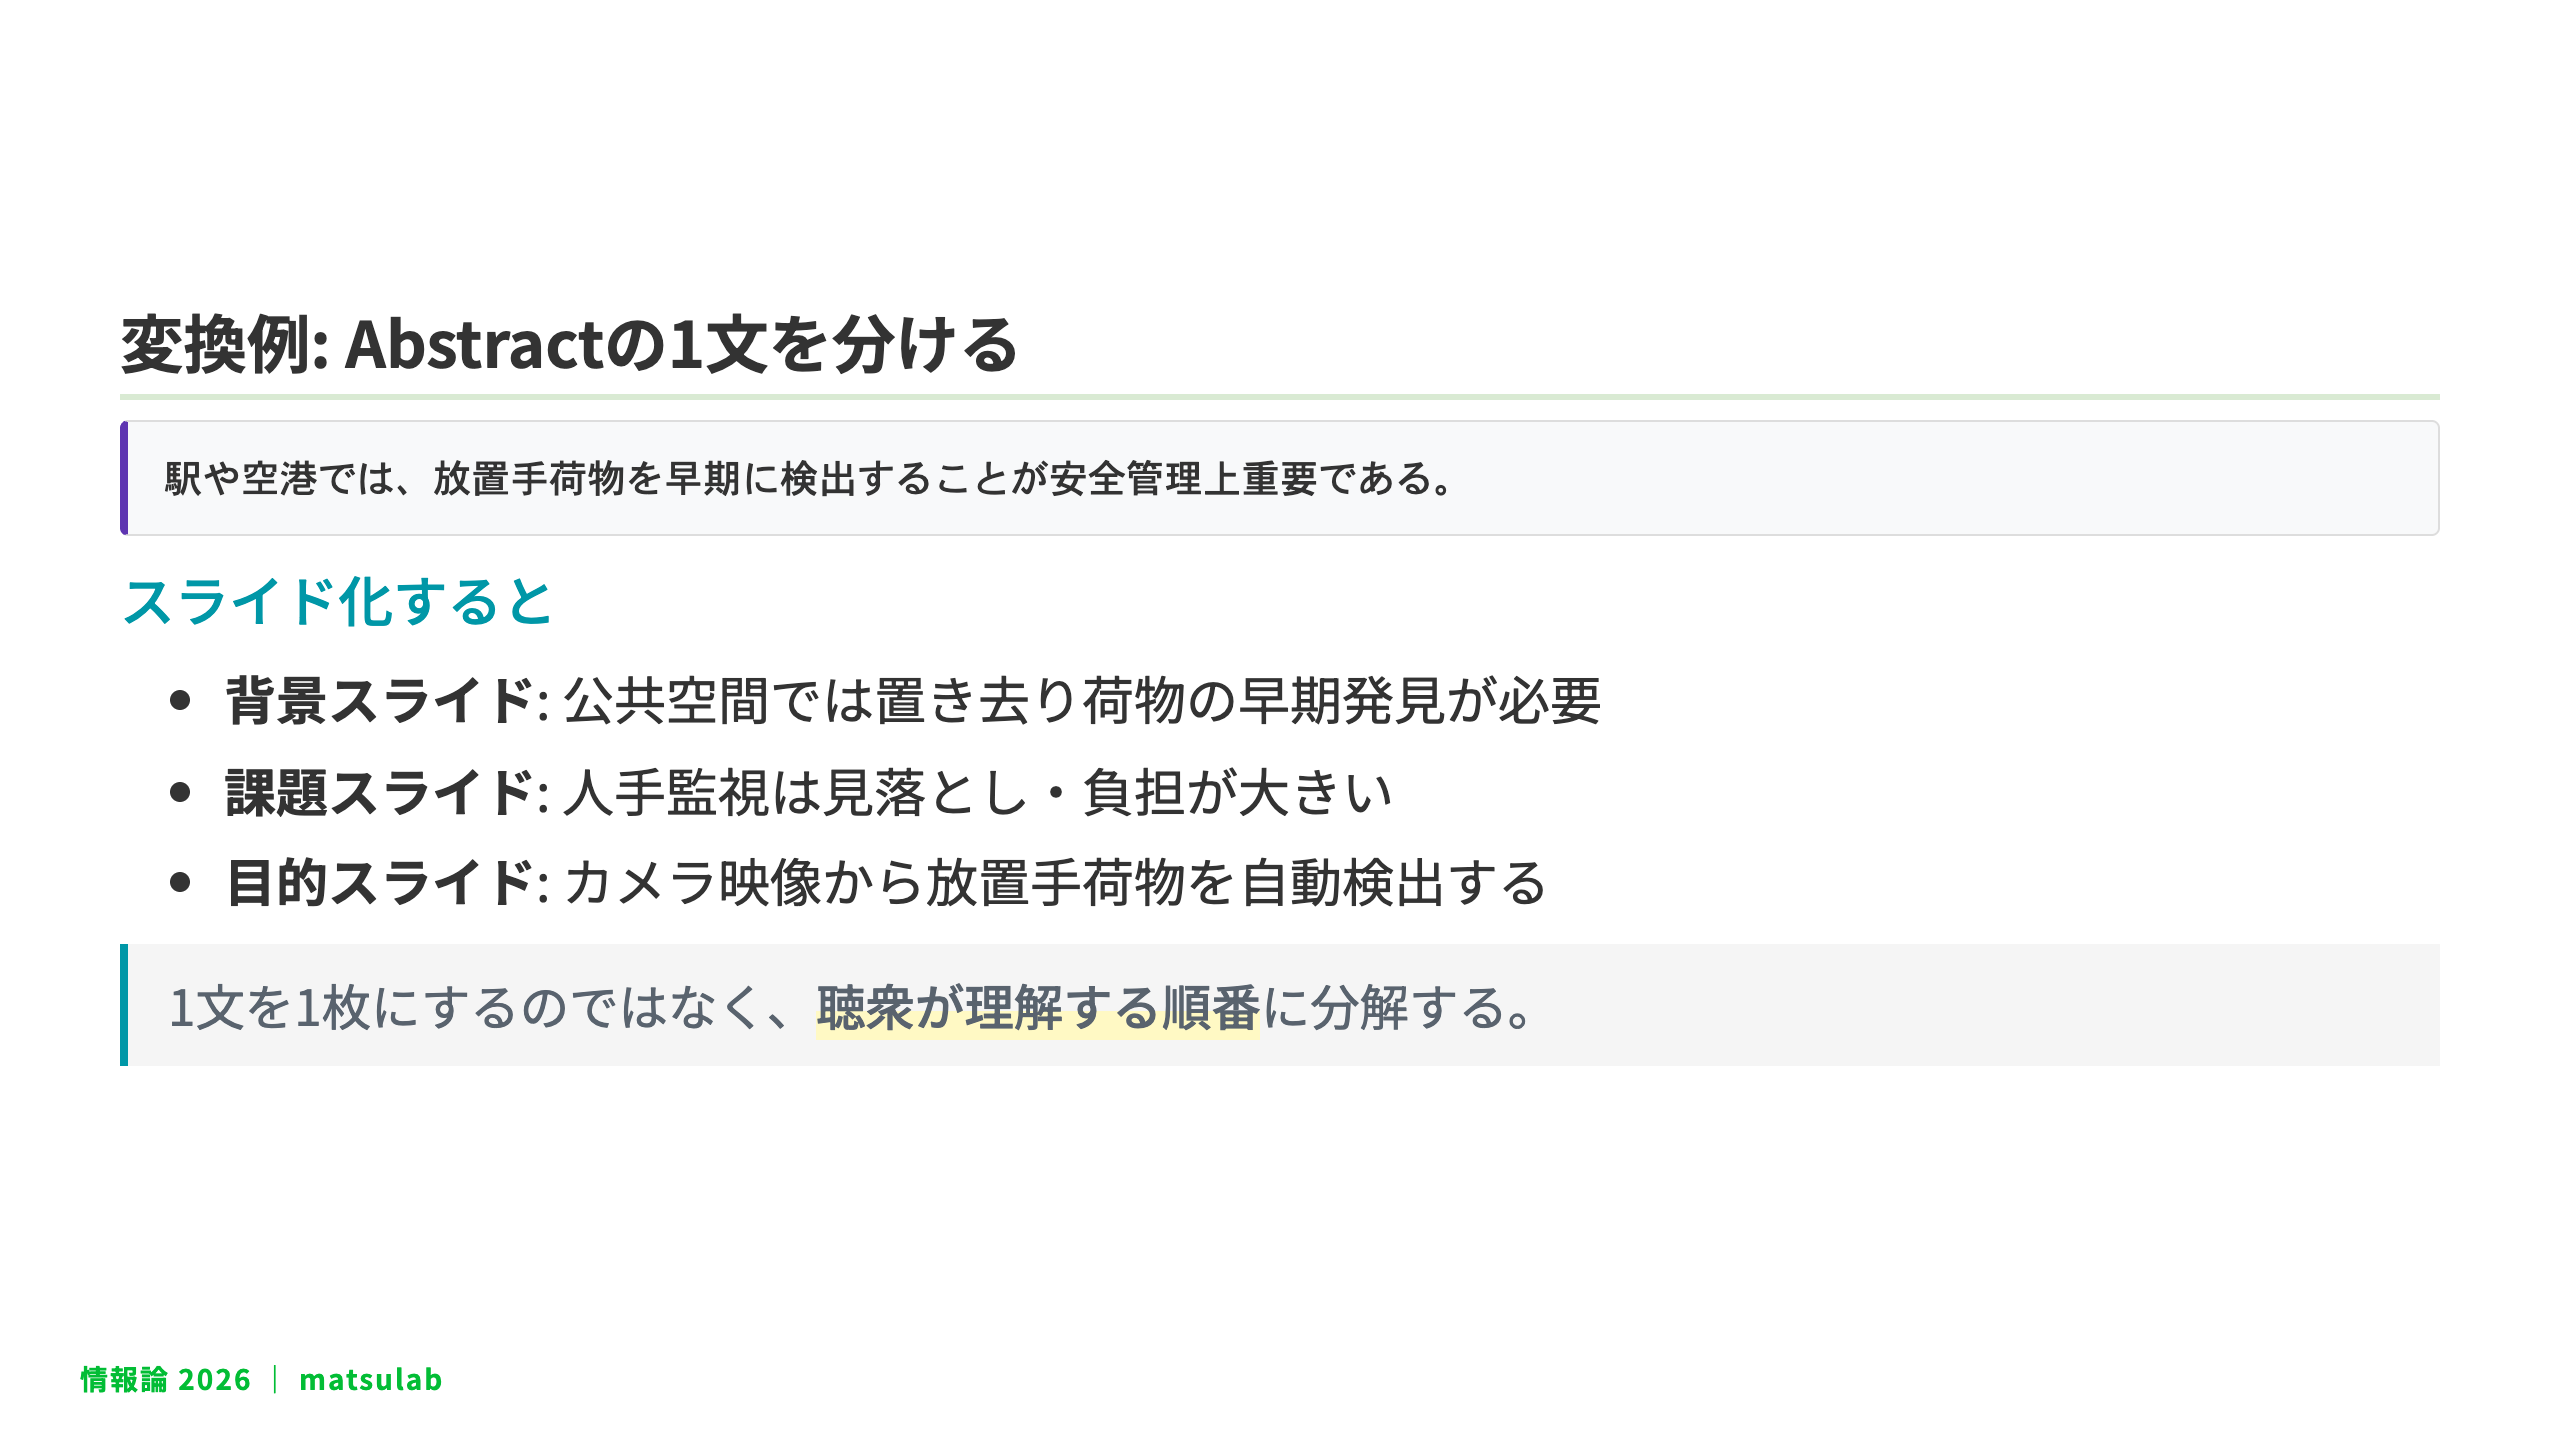 変換例: Abstractの1文を分ける
駅や空港では、放置手荷物を早期に検出することが安全管理上重要である。
スライド化すると
• 背景スライド: 公共空間では置き去り荷物の早期発見が必要
• 課題スライド: 人手監視は見落とし・負担が大きい
• 目的スライド: カメラ映像から放置手荷物を自動検出する
1文を1枚にするのではなく、聴衆が理解する順番に分解する。
情報論 2026 ｜ matsulab